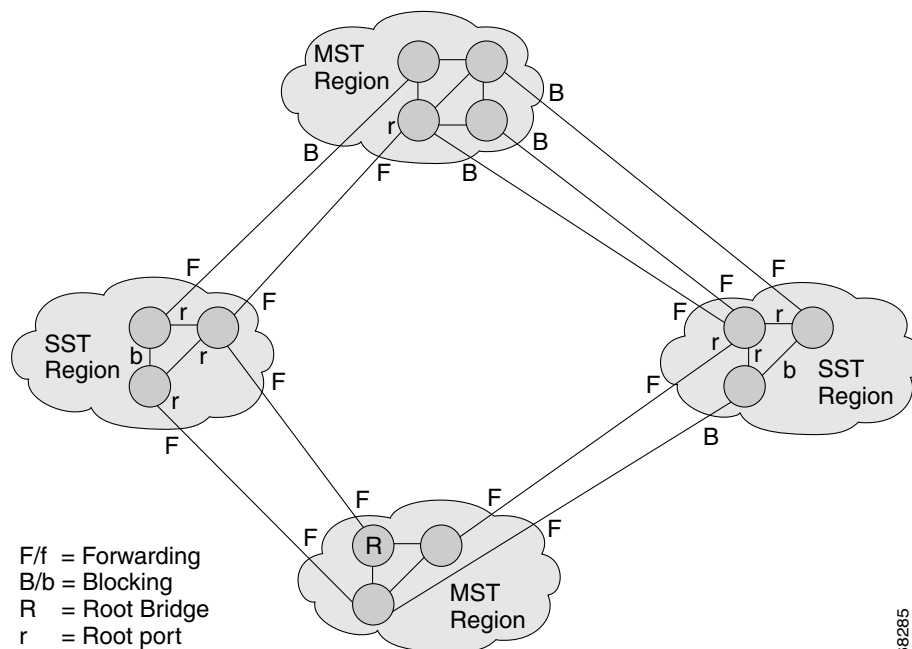 MST
Region
B
B
r
B
F
B
F
F
F
F
F
r
r
r
r
SST
Region
b
r
r
b
SST
Region
r
F
F
F
B
F
F
F
F
R
MST
Region
F/f = Forwarding
B/b = Blocking
R = Root Bridge
r = Root port